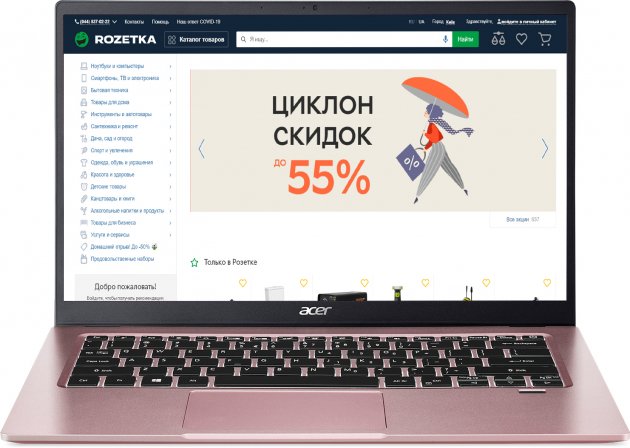 (044) 537-02-22
Контакты
Помощь
Наш ответ COVID-19
RU UA
Город Киев
Здравствуйте, войдите в личный кабинет
ROZETKA
Каталог товаров
Я ищу...
Найти
Ноутбуки и компьютеры
Смартфоны, ТВ и электроника
Бытовая техника
Товары для дома
Инструменты и автотовары
Сантехника и ремонт
Дача, сад и огород
Спорт и увлечения
Одежда, обувь и украшения
Красота и здоровье
Детские товары
Канцтовары и книги
Алкогольные напитки и продукты
Товары для бизнеса
Услуги и сервисы
Домашний отрыв! До -50%
Продовольственные наборы
ЦИКЛОН
СКИДОК
ДО 55%
%
Все акции 937
Только в Розетке
Добро пожаловать!
Войдите, чтобы получать рекомендации
acer